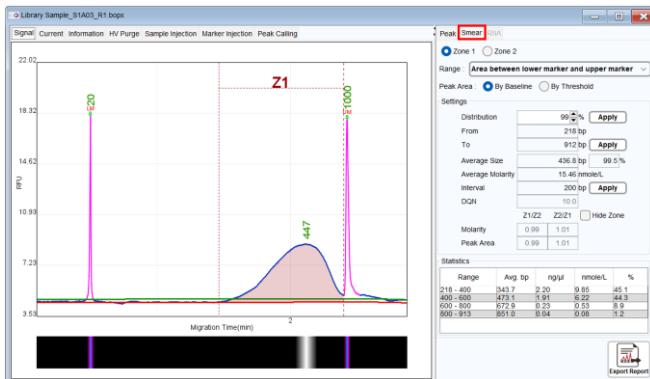 Library Sample_S1A03_R1.bops
Signal Current Information HV Purge Sample Injection Marker Injection Peak Calling
22.02
18.32
14.62
10.93
7.23
3.53
RFU
20
LM
Z1
447
1000
UM
2
Migration Time(min)
Peak Smear RNA
Zone 1 Zone 2
Range : Area between lower marker and upper marker
Peak Area : By Baseline By Threshold
Settings
Distribution 99 % Apply
From 218 bp
To 912 bp Apply
Average Size 436.8 bp 99.5 %
Average Molarity 15.46 nmole/L
Interval 200 bp Apply
DQN 10.0
Z1/Z2 Z2/Z1 Hide Zone
Molarity 0.99 1.01
Peak Area 0.99 1.01
Statistics
Range Avg. bp ng/µl nmole/L %
218 - 400 343.7 2.20 9.85 45.1
400 - 600 473.1 1.91 6.22 44.3
600 - 800 672.9 0.23 0.53 8.9
800 - 913 851.0 0.04 0.08 1.2
Export Report